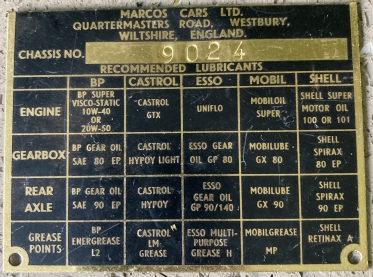 MARCOS CARS LTD.
QUARTERMASTERS ROAD, WESTBURY,
WILTSHIRE, ENGLAND.
CHASSIS NO. 9024
RECOMMENDED LUBRICANTS
BP CASTROL ESSO MOBIL SHELL
ENGINE
BP SUPER
VISCO-STATIC
10W-40
OR
20W-50
CASTROL
GTX
UNIFLO
MOBILOIL
SUPER
SHELL SUPER
MOTOR OIL
100 OR 101
GEARBOX
BP GEAR OIL
SAE 80 EP
CASTROL
HYPOY LIGHT
ESSO GEAR
OIL GP 80
MOBILUBE
GX 80
SHELL
SPIRAX
80 EP
REAR
AXLE
BP GEAR OIL
SAE 90 EP
CASTROL
HYPOY
ESSO
GEAR OIL
GP 90/140
MOBILUBE
GX 90
SHELL
SPIRAX
90 EP
GREASE
POINTS
BP
ENERGREASE
L2
CASTROL
LM
GREASE
ESSO MULTI-
PURPOSE
GREASE H
MOBILGREASE
MP
SHELL
RETINAX A